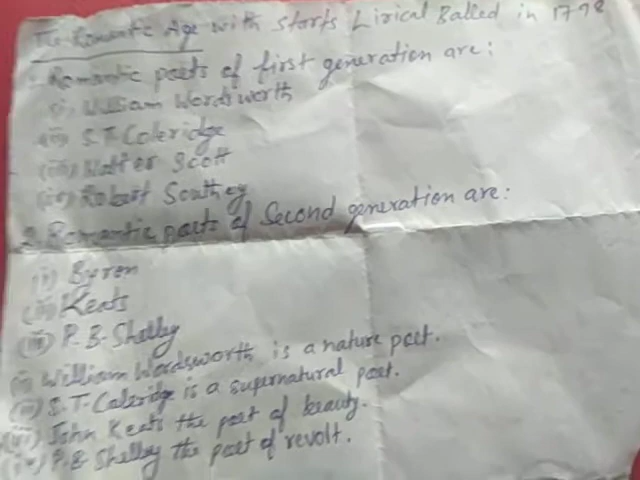 The Romantic Age with starts Lirical Balled in 1798
1. Romantic poets of first generation are:
(i) William Wordsworth
(ii) S.T. Coleridge
(iii) Walter Scott
(iv) Robert Southey
2. Romantic poets of Second generation are:
(i) Byron
(ii) Keats
(iii) P.B. Shelley
(i) William Wordsworth is a nature poet.
(ii) S.T. Coleridge is a supernatural poet.
(iii) John Keats the poet of beauty.
(iv) P.B Shelley the poet of revolt.